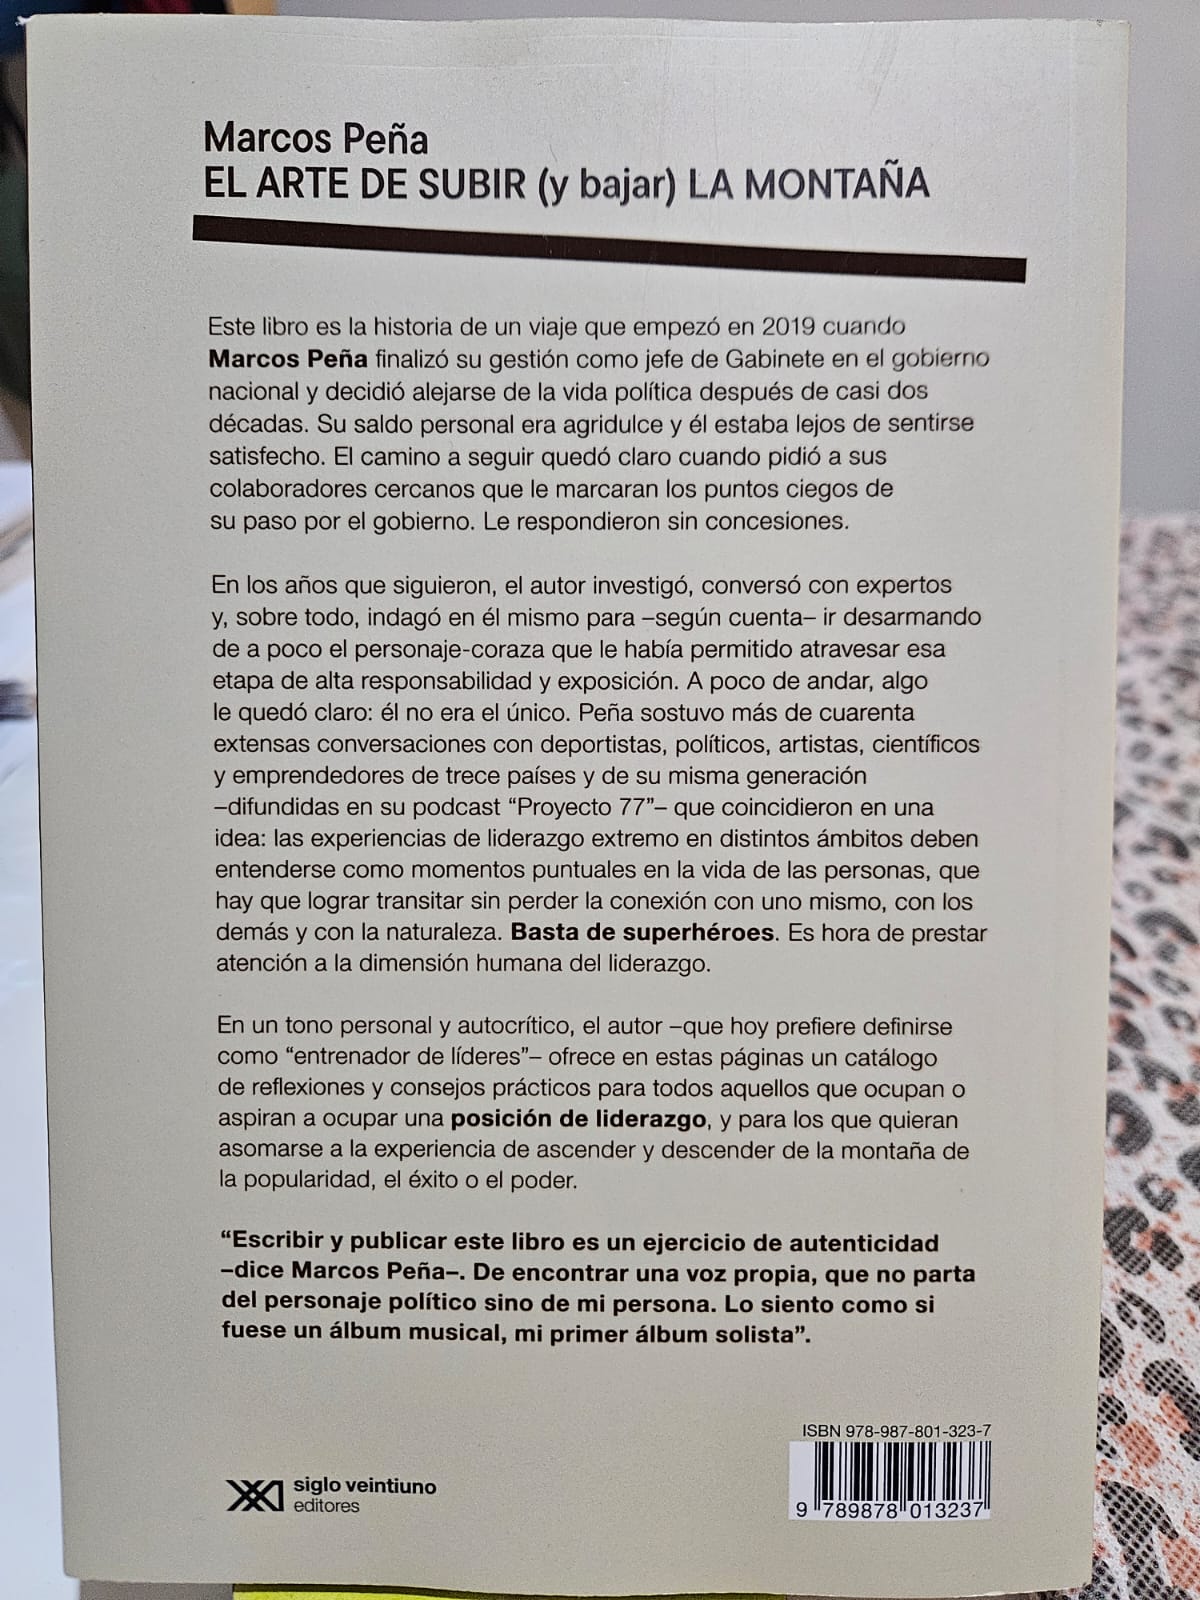 Marcos Peña
EL ARTE DE SUBIR (y bajar) LA MONTAÑA
Este libro es la historia de un viaje que empezó en 2019 cuando
Marcos Peña finalizó su gestión como jefe de Gabinete en el gobierno
nacional y decidió alejarse de la vida política después de casi dos
décadas. Su saldo personal era agridulce y él estaba lejos de sentirse
satisfecho. El camino a seguir quedó claro cuando pidió a sus
colaboradores cercanos que le marcaran los puntos ciegos de
su paso por el gobierno. Le respondieron sin concesiones.
En los años que siguieron, el autor investigó, conversó con expertos
y, sobre todo, indagó en él mismo para –según cuenta– ir desarmando
de a poco el personaje-coraza que le había permitido atravesar esa
etapa de alta responsabilidad y exposición. A poco de andar, algo
le quedó claro: él no era el único. Peña sostuvo más de cuarenta
extensas conversaciones con deportistas, políticos, artistas, científicos
y emprendedores de trece países y de su misma generación
–difundidas en su podcast “Proyecto 77”– que coincidieron en una
idea: las experiencias de liderazgo extremo en distintos ámbitos deben
entenderse como momentos puntuales en la vida de las personas, que
hay que lograr transitar sin perder la conexión con uno mismo, con los
demás y con la naturaleza. Basta de superhéroes. Es hora de prestar
atención a la dimensión humana del liderazgo.
En un tono personal y autocrítico, el autor –que hoy prefiere definirse
como “entrenador de líderes”– ofrece en estas páginas un catálogo
de reflexiones y consejos prácticos para todos aquellos que ocupan o
aspiran a ocupar una posición de liderazgo, y para los que quieran
asomarse a la experiencia de ascender y descender de la montaña de
la popularidad, el éxito o el poder.
“Escribir y publicar este libro es un ejercicio de autenticidad
–dice Marcos Peña–. De encontrar una voz propia, que no parta
del personaje político sino de mi persona. Lo siento como si
fuese un álbum musical, mi primer álbum solista”.
ISBN 978-987-801-323-7
9 789878 013237
siglo veintiuno
editores